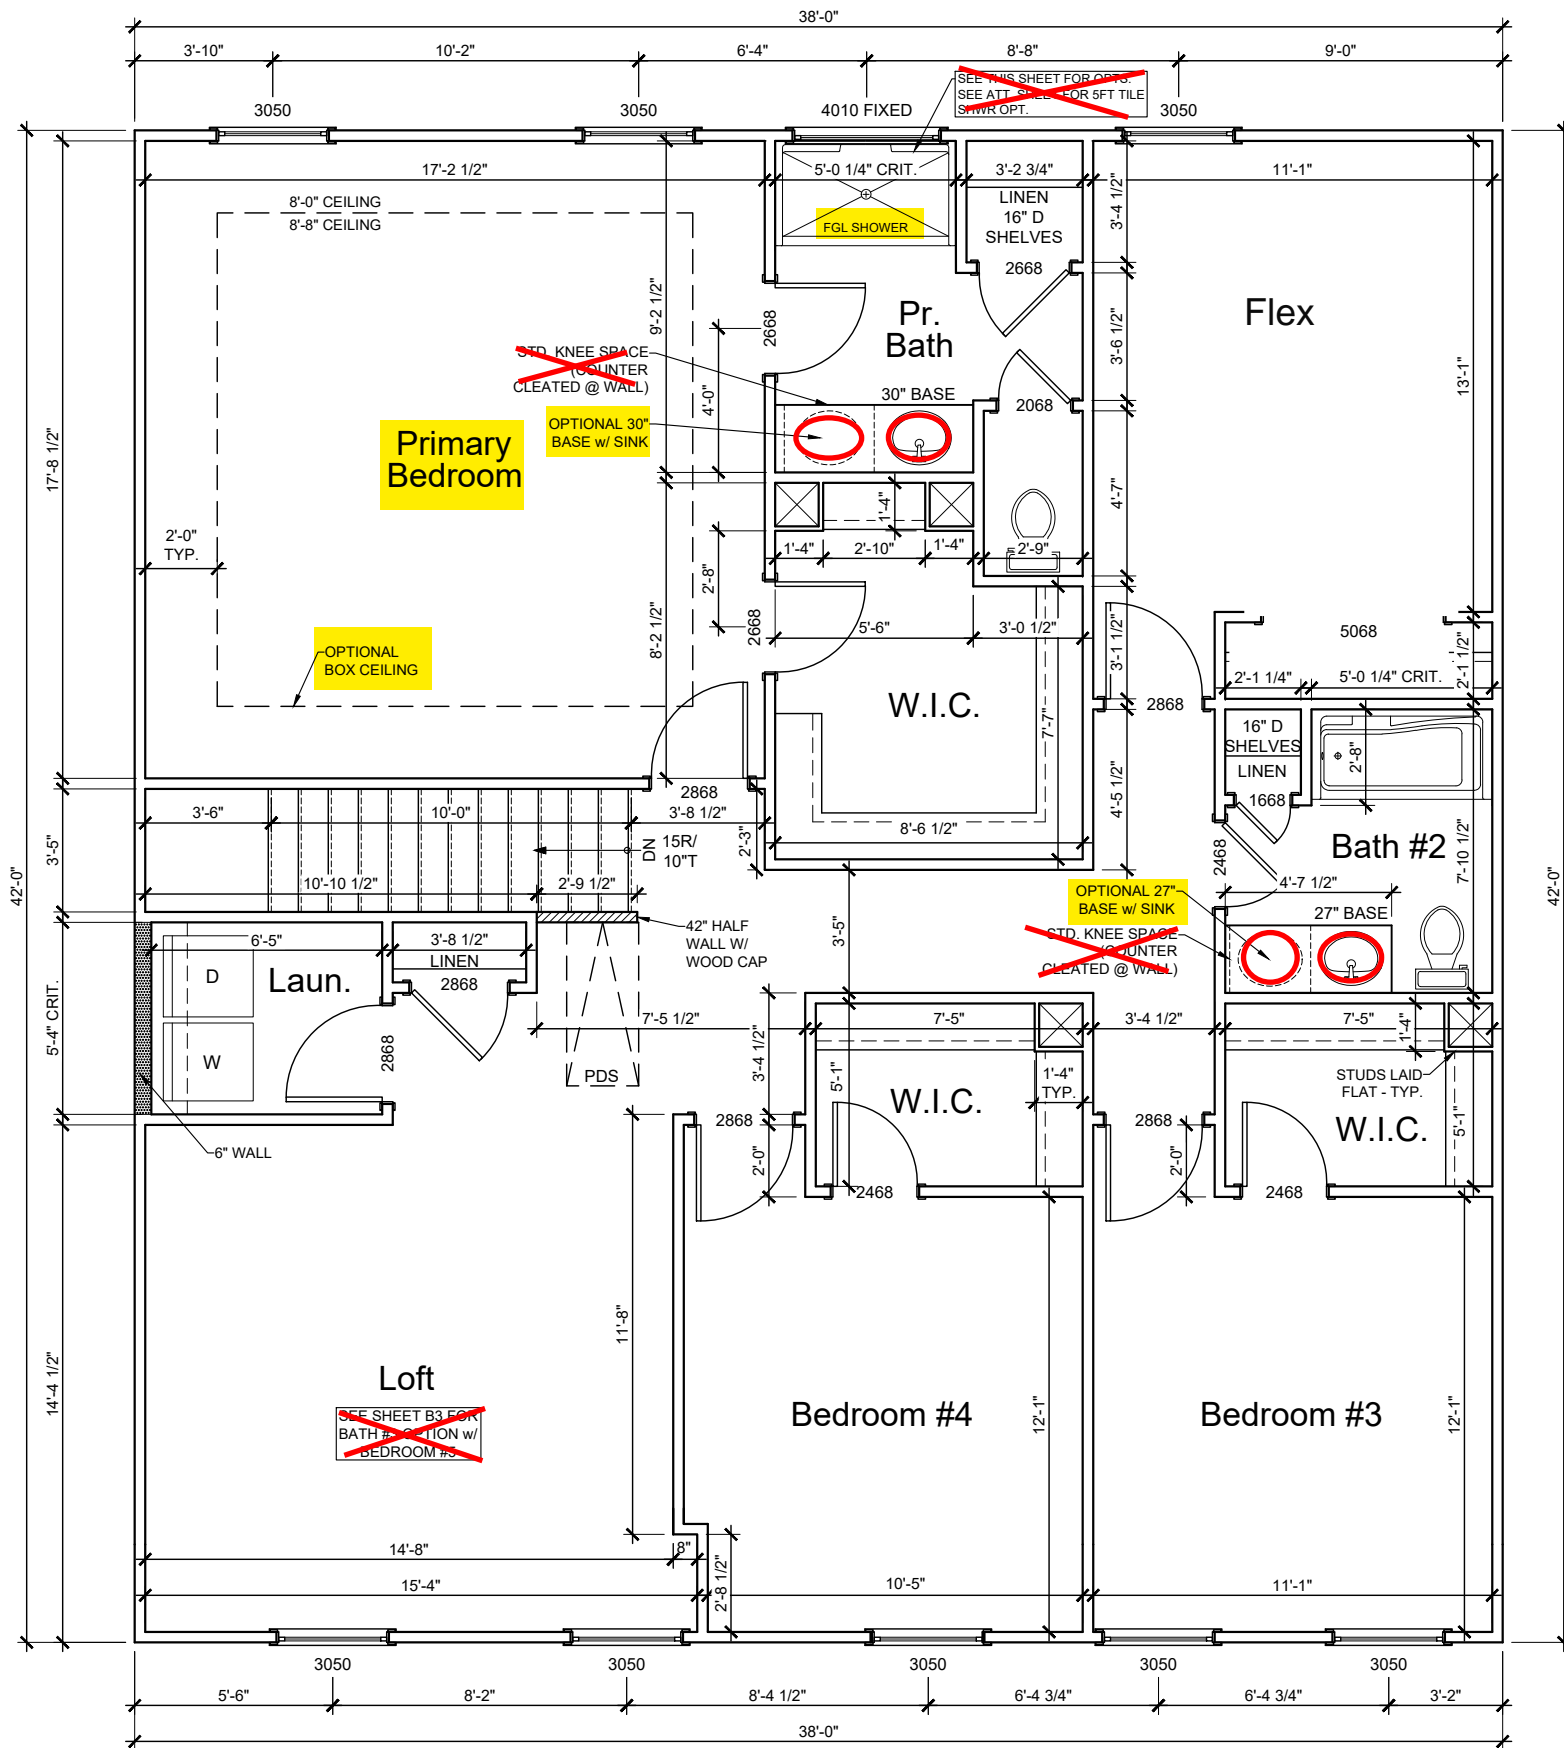 38'-0"
3'-10"
10'-2"
6'-4"
8'-8"
9'-0"
3050
3050
4010 FIXED
3050
SEE THIS SHEET FOR OPTS.
SEE ATT. SHEET FOR 5FT TILE
SHWR OPT.
17'-2 1/2"
5'-0 1/4" CRIT.
3'-2 3/4"
11'-1"
8'-0" CEILING
8'-8" CEILING
FGL SHOWER
LINEN
16" D
SHELVES
2668
3'-4 1/2"
9'-2 1/2"
2668
Pr.
Bath
3'-6 1/2"
Flex
13'-1"
STD. KNEE SPACE
(COUNTER
CLEATED @ WALL)
4'-0"
30" BASE
2068
OPTIONAL 30"
BASE w/ SINK
Primary
Bedroom
17'-8 1/2"
4'-7"
1'-4"
2'-0"
TYP.
1'-4"
2'-10"
1'-4"
2'-9"
2'-8"
8'-2 1/2"
2668
5'-6"
3'-0 1/2"
3'-1 1/2"
5068
2'-1 1/2"
OPTIONAL
BOX CEILING
2'-1 1/4"
5'-0 1/4" CRIT.
W.I.C.
7'-7"
2868
16" D
SHELVES
LINEN
1668
2'-8"
42'-0"
42'-0"
3'-5"
3'-6"
10'-0"
2868
3'-8 1/2"
2'-3"
8'-6 1/2"
4'-5 1/2"
DN
15R/
10"T
2468
Bath #2
7'-10 1/2"
10'-10 1/2"
2'-9 1/2"
OPTIONAL 27"
BASE w/ SINK
4'-7 1/2"
27" BASE
42" HALF
WALL W/
WOOD CAP
3'-5"
STD. KNEE SPACE
(COUNTER
CLEATED @ WALL)
6'-5"
3'-8 1/2"
LINEN
2868
D
Laun.
W
5'-4" CRIT.
2868
7'-5 1/2"
7'-5"
3'-4 1/2"
7'-5"
1'-4"
PDS
3'-4 1/2"
5'-1"
1'-4"
TYP.
STUDS LAID
FLAT - TYP.
W.I.C.
W.I.C.
5'-1"
6" WALL
2868
2'-0"
2468
2868
2'-0"
2468
11'-8"
14'-4 1/2"
Loft
SEE SHEET B3 FOR
BATH #3 OPTION w/
BEDROOM #5
Bedroom #4
12'-1"
Bedroom #3
12'-1"
14'-8"
8"
15'-4"
2'-8 1/2"
10'-5"
11'-1"
3050
3050
3050
3050
3050
5'-6"
8'-2"
8'-4 1/2"
6'-4 3/4"
6'-4 3/4"
3'-2"
38'-0"